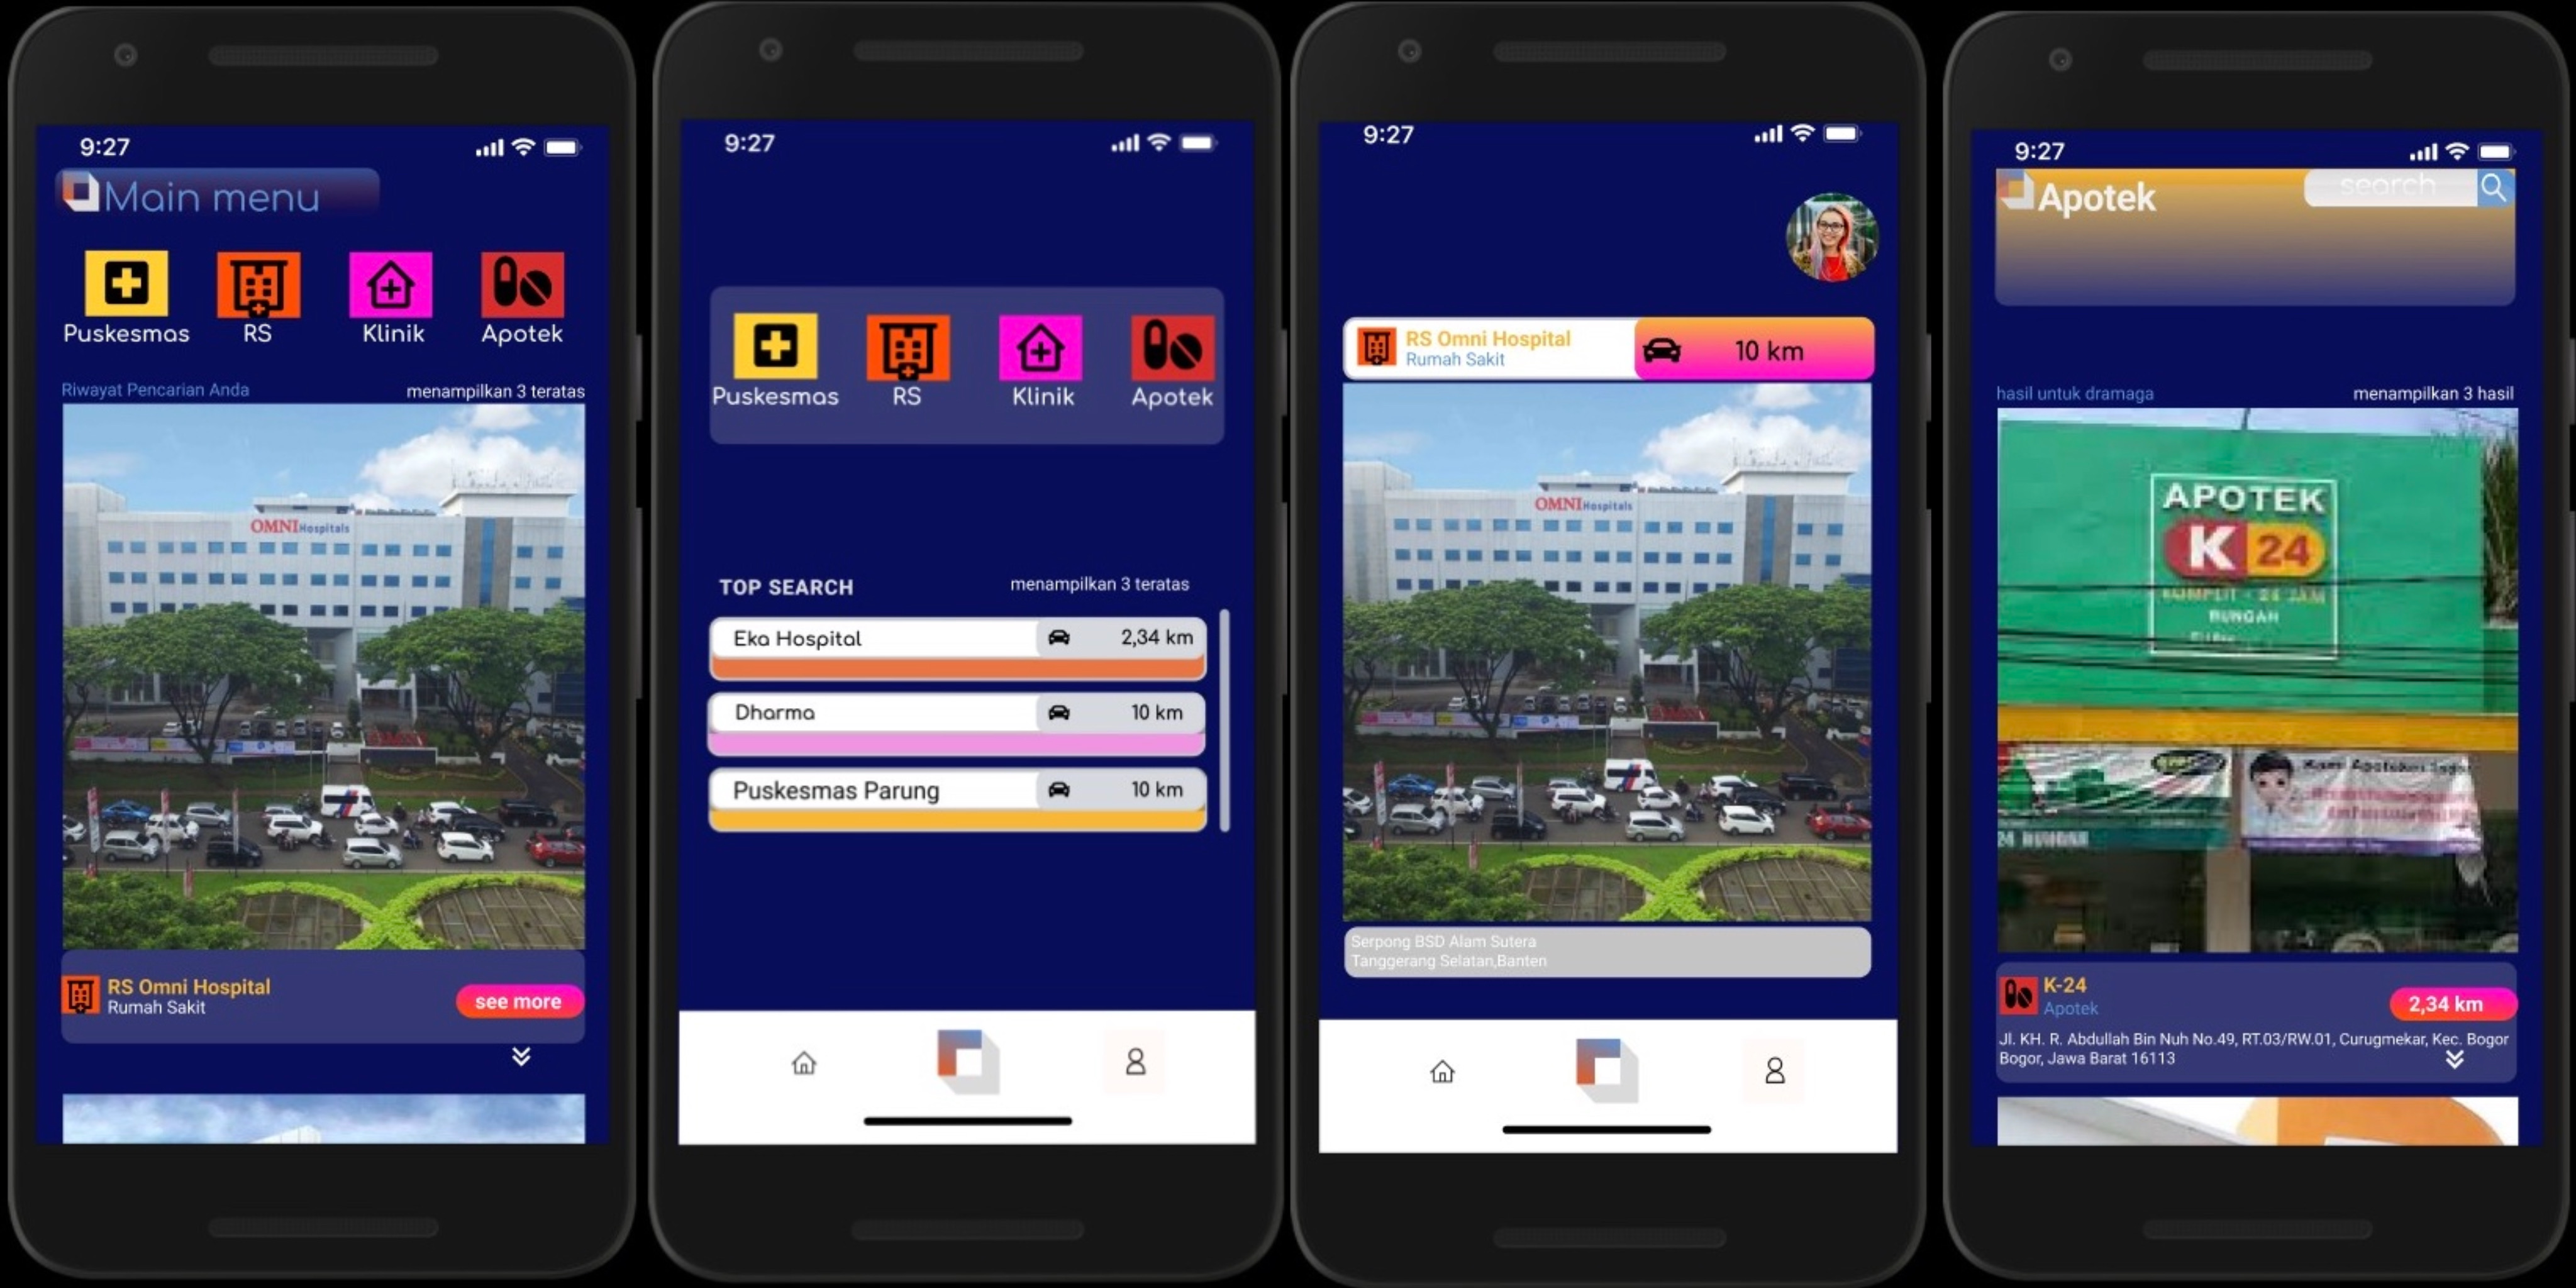 9:27
Main menu
Puskesmas RS Klinik Apotek
Riwayat Pencarian Anda menampilkan 3 teratas
OMNI Hospitals
RS Omni Hospital
Rumah Sakit
see more
9:27
Puskesmas RS Klinik Apotek
TOP SEARCH menampilkan 3 teratas
Eka Hospital 2,34 km
Dharma 10 km
Puskesmas Parung 10 km
9:27
RS Omni Hospital
Rumah Sakit
10 km
OMNI Hospitals
Serpong BSD Alam Sutera
Tanggerang Selatan,Banten
9:27
Apotek search
hasil untuk dramaga menampilkan 3 hasil
APOTEK
K 24
KOMPLIT - 24 JAM
BUNGAH
K-24
Apotek
2,34 km
Jl. KH. R. Abdullah Bin Nuh No.49, RT.03/RW.01, Curugmekar, Kec. Bogor
Bogor, Jawa Barat 16113